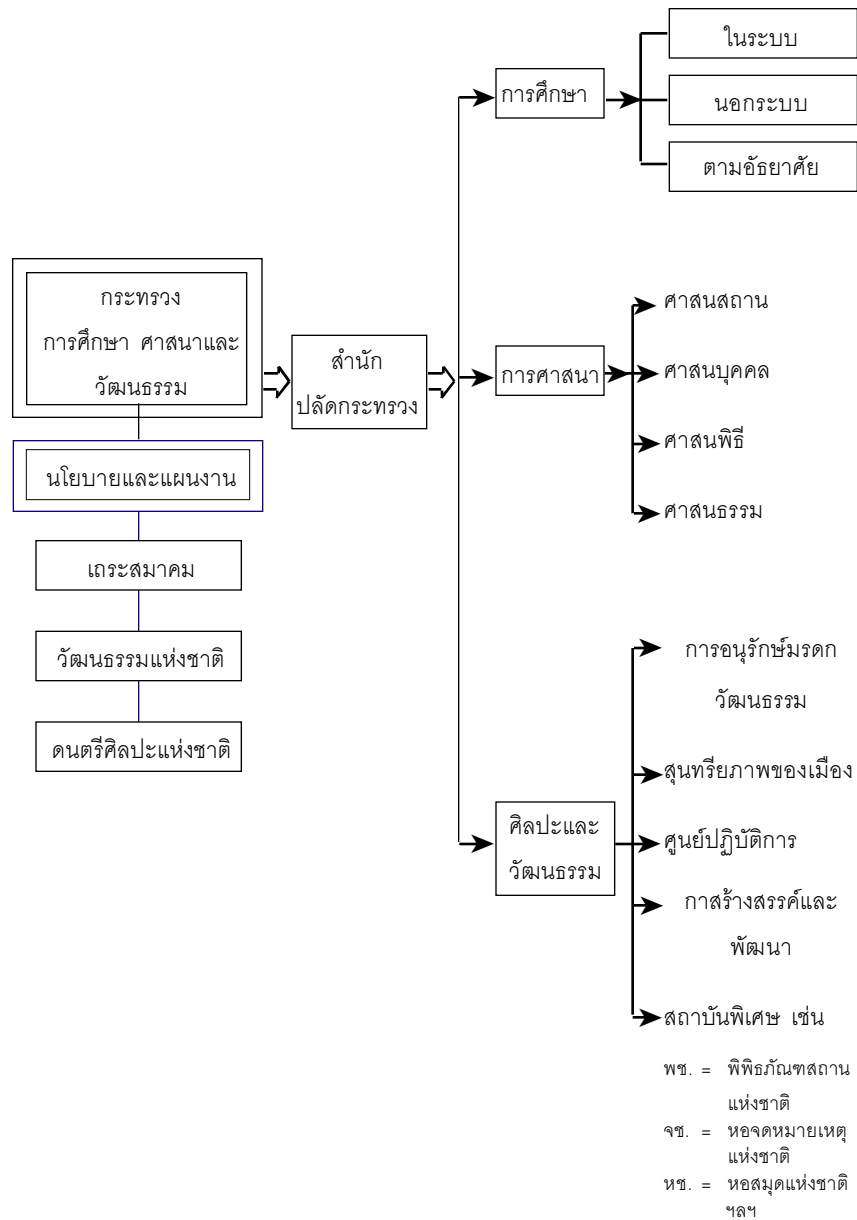 ในระบบ
การศึกษา
นอกระบบ
ตามอัธยาศัย
กระทรวง
การศึกษา ศาสนาและ
วัฒนธรรม
สำนัก
ปลัดกระทรวง
นโยบายและแผนงาน
เถระสมาคม
วัฒนธรรมแห่งชาติ
ดนตรีศิลปะแห่งชาติ
การศาสนา
ศาสนสถาน
ศาสนบุคคล
ศาสนพิธี
ศาสนธรรม
ศิลปะและ
วัฒนธรรม
การอนุรักษ์มรดก
วัฒนธรรม
สุนทรียภาพของเมือง
ศูนย์ปฏิบัติการ
กาสร้างสรรค์และ
พัฒนา
สถาบันพิเศษ เช่น
พช. = พิพิธภัณฑสถาน
แห่งชาติ
จช. = หอจดหมายเหตุ
แห่งชาติ
หช. = หอสมุดแห่งชาติ
ฯลฯ